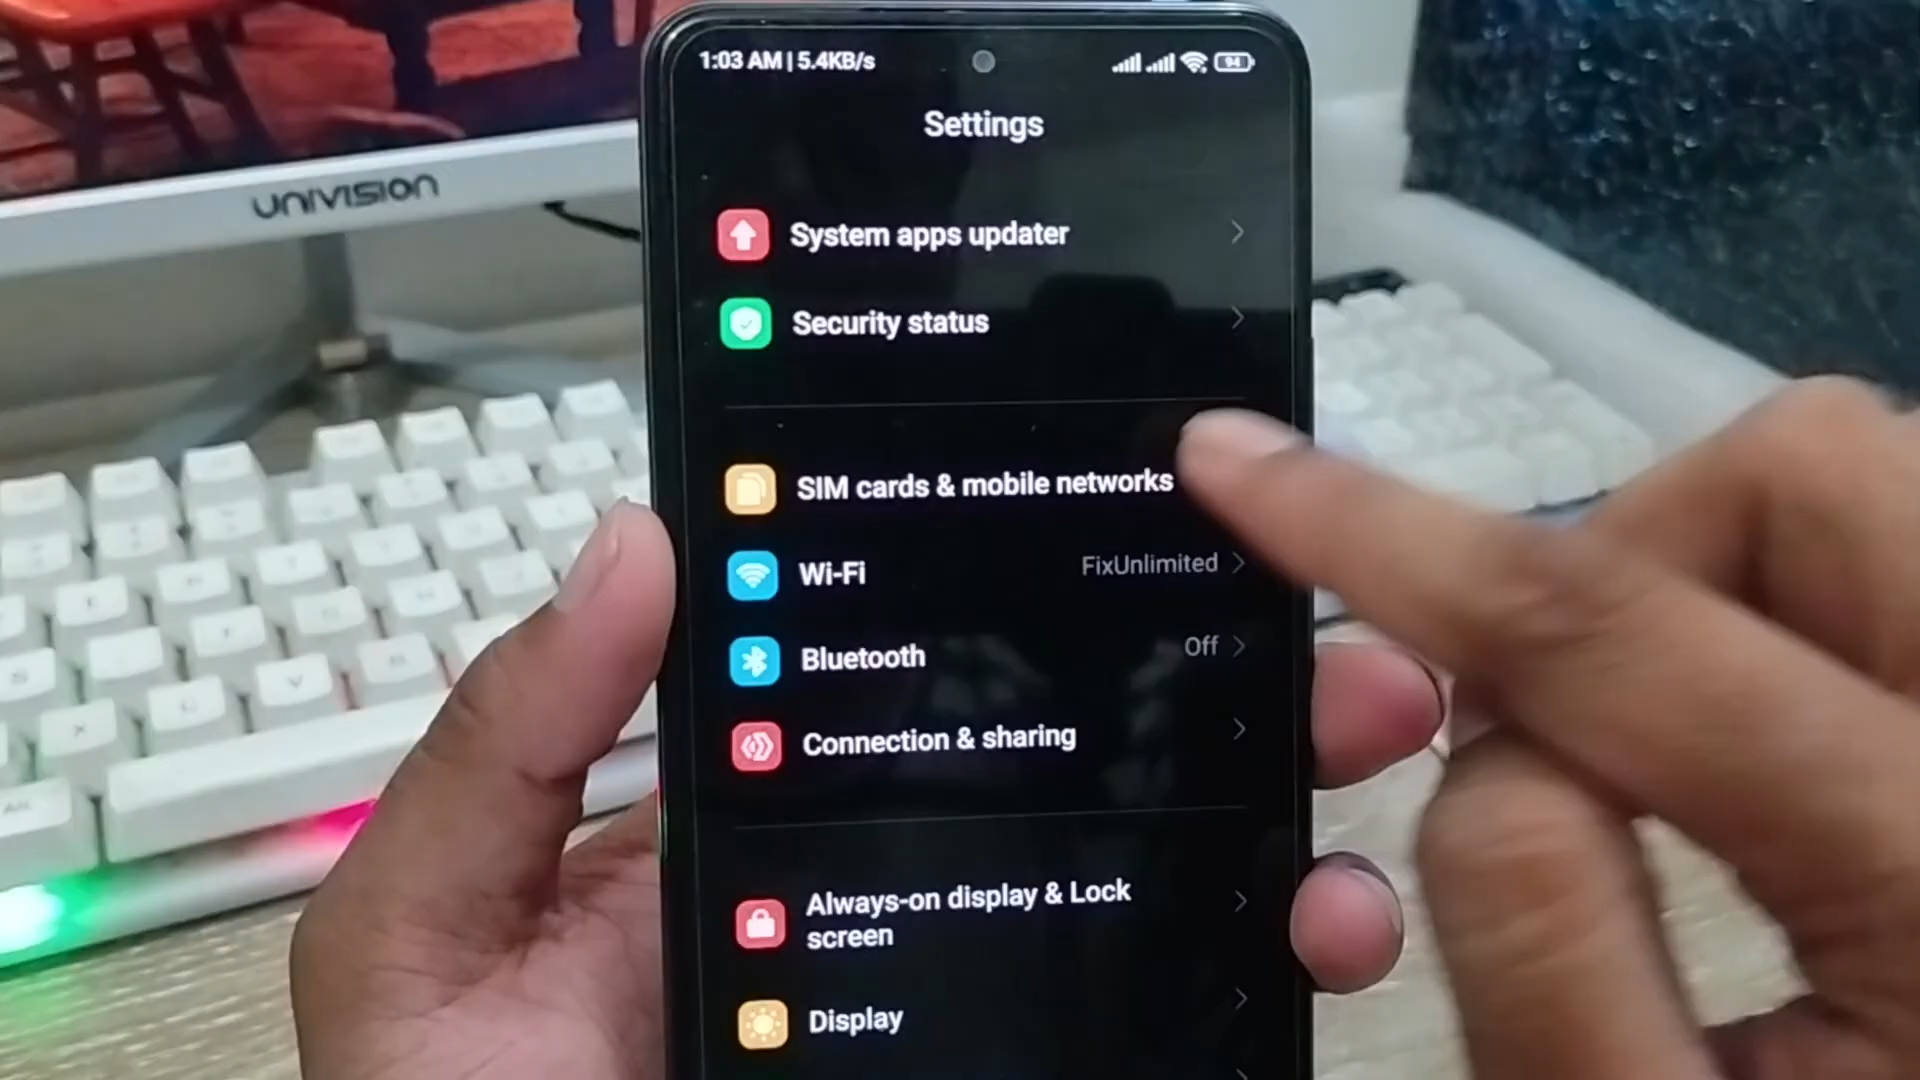 UNIVISION
1:03 AM | 5.4KB/s
94
Settings
System apps updater
Security status
SIM cards & mobile networks
Wi-Fi
FixUnlimited
Bluetooth
Off
Connection & sharing
Always-on display & Lock
screen
Display